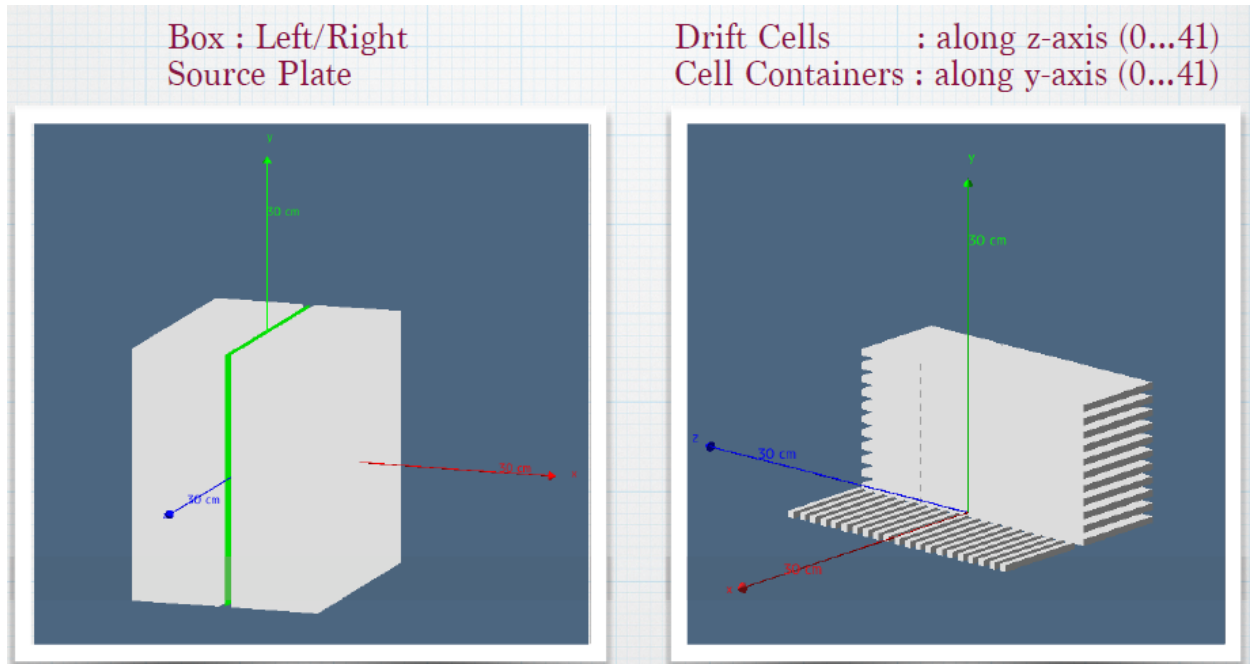 Box : Left/Right
Source Plate
Drift Cells : along z-axis (0...41)
Cell Containers : along y-axis (0...41)
y
30 cm
30 cm
x
30 cm
y
30 cm
z
30 cm
30 cm
x